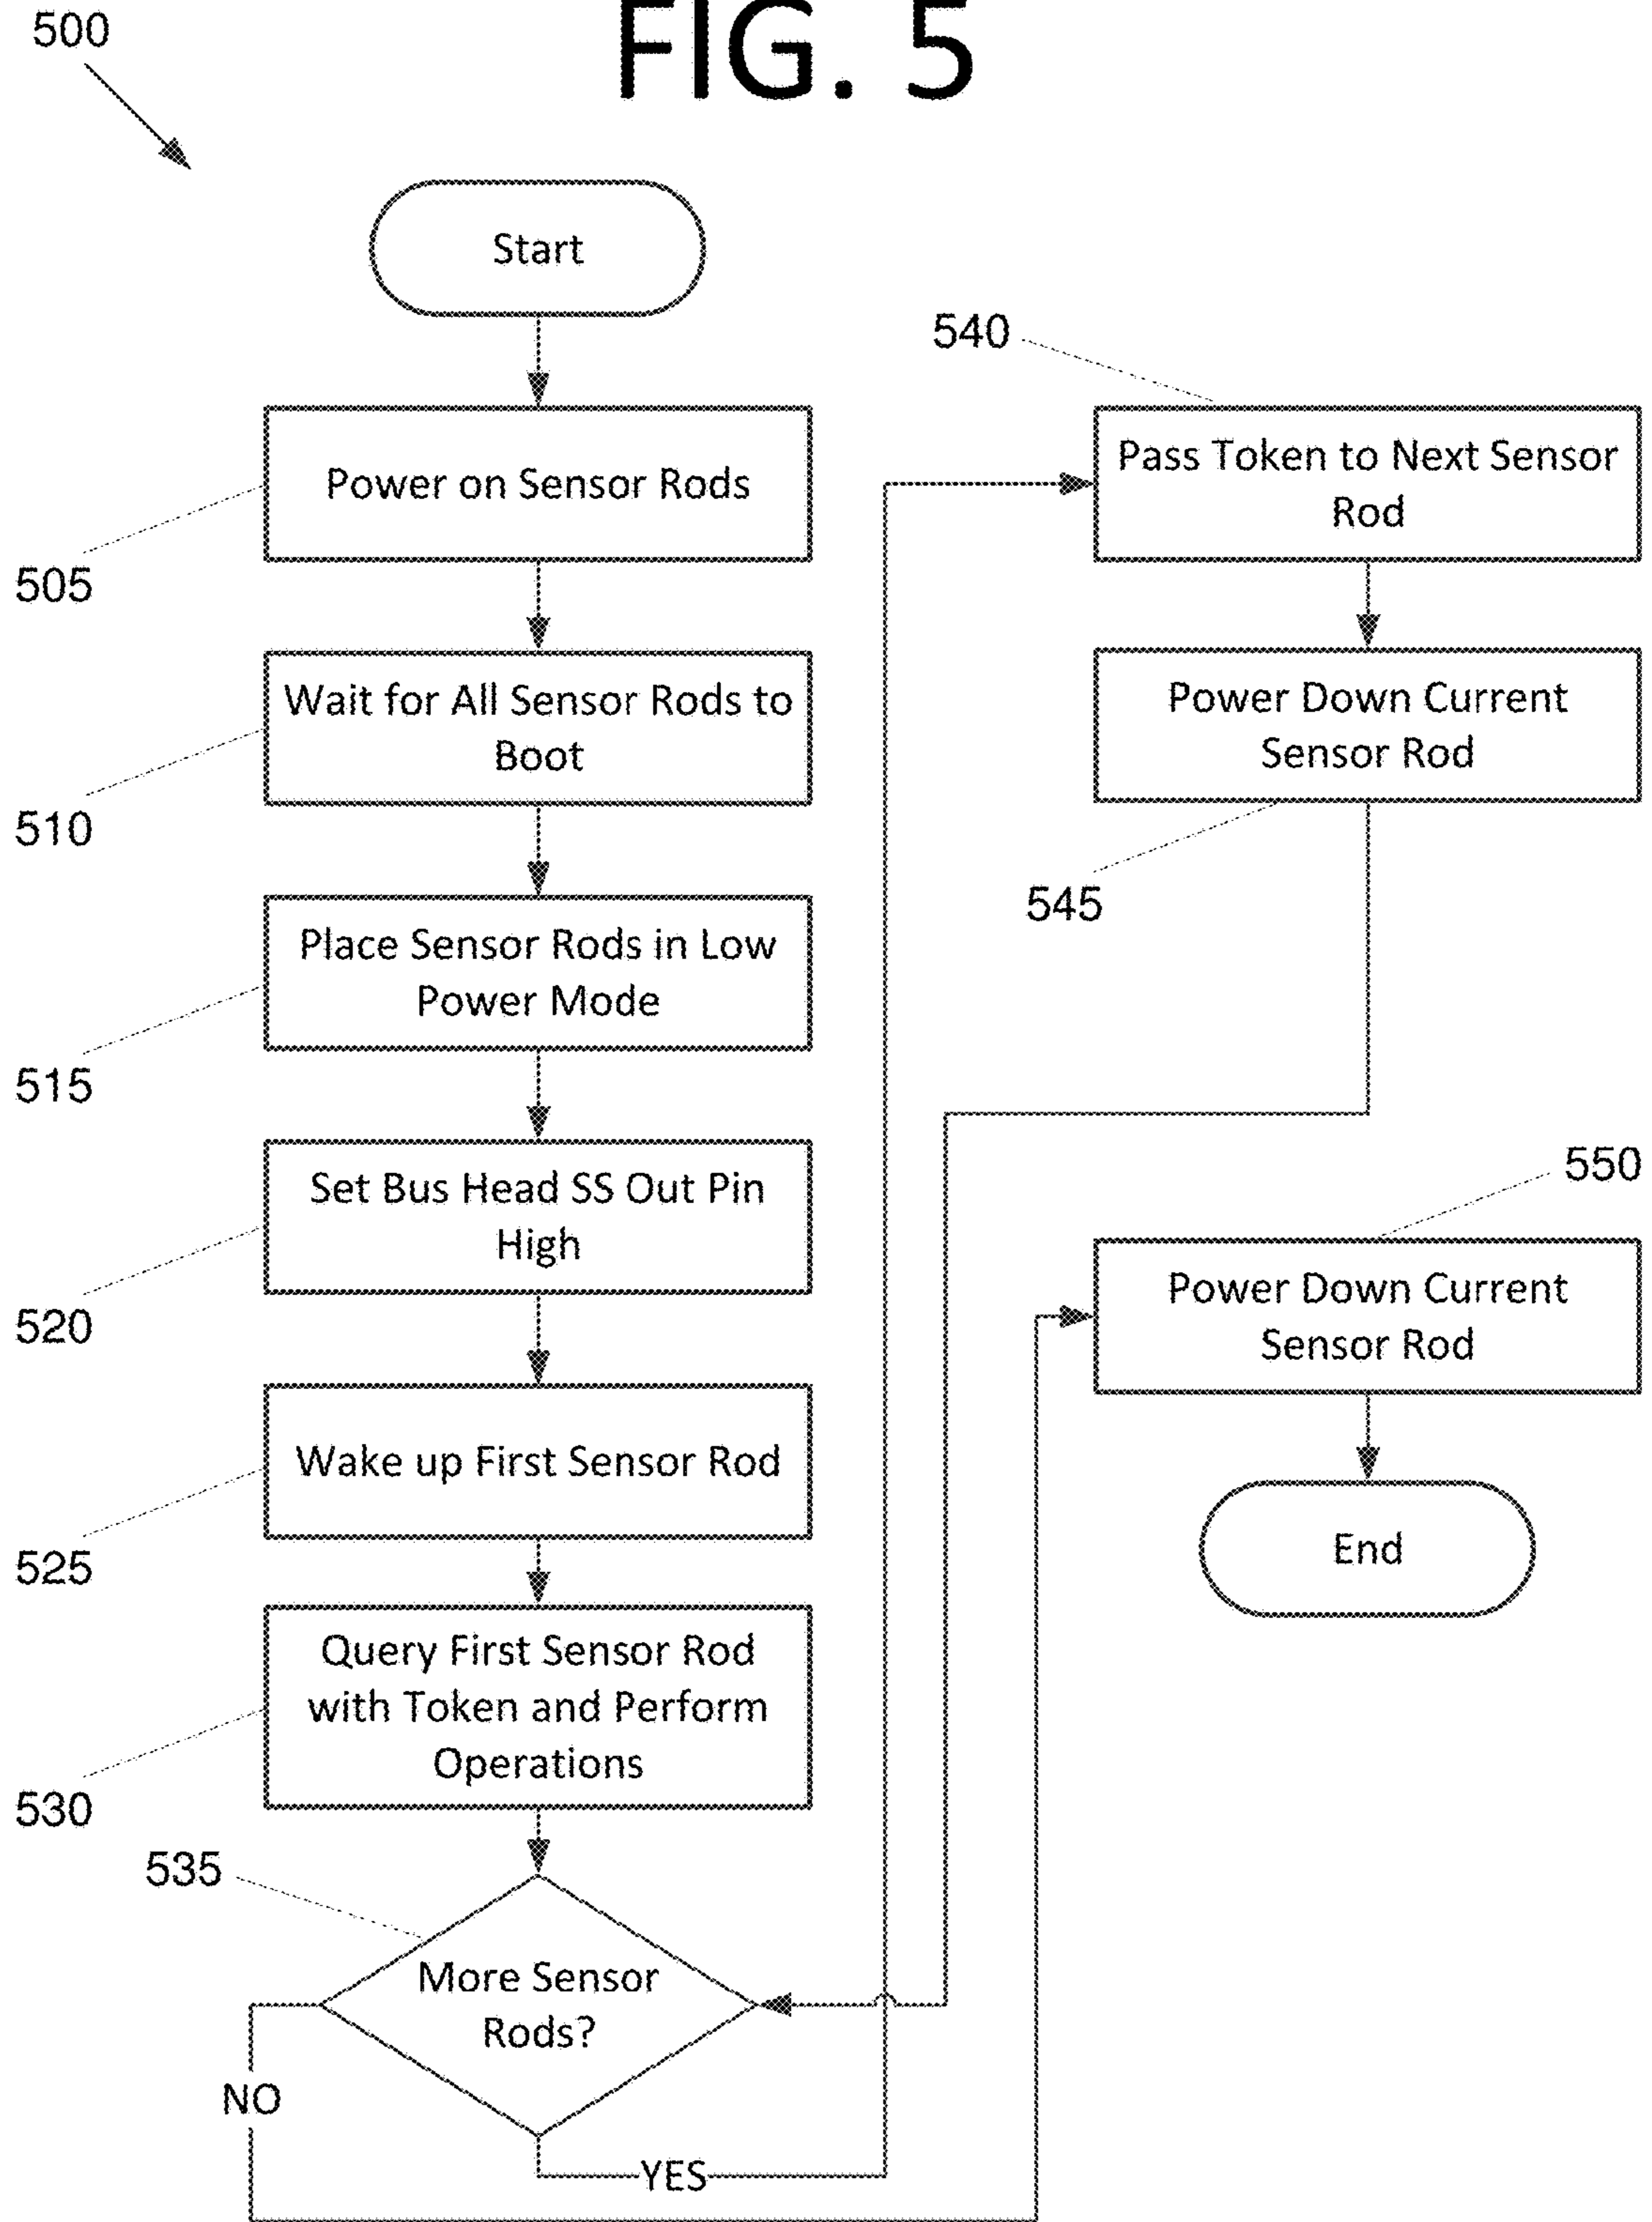 FIG. 5
500
Start
Power on Sensor Rods
505
Wait for All Sensor Rods to
Boot
510
Place Sensor Rods in Low
Power Mode
515
Set Bus Head SS Out Pin
High
520
Wake up First Sensor Rod
525
Query First Sensor Rod
with Token and Perform
Operations
530
535
More Sensor
Rods?
NO
YES
540
Pass Token to Next Sensor
Rod
Power Down Current
Sensor Rod
545
550
Power Down Current
Sensor Rod
End